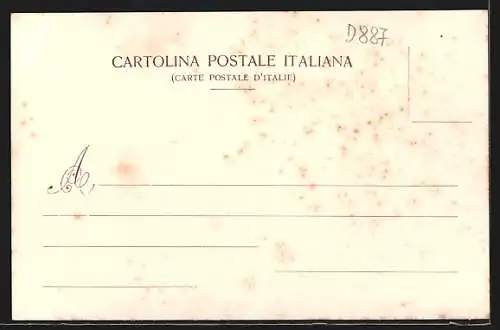 D887
CARTOLINA POSTALE ITALIANA
(CARTE POSTALE D'ITALIE)
A